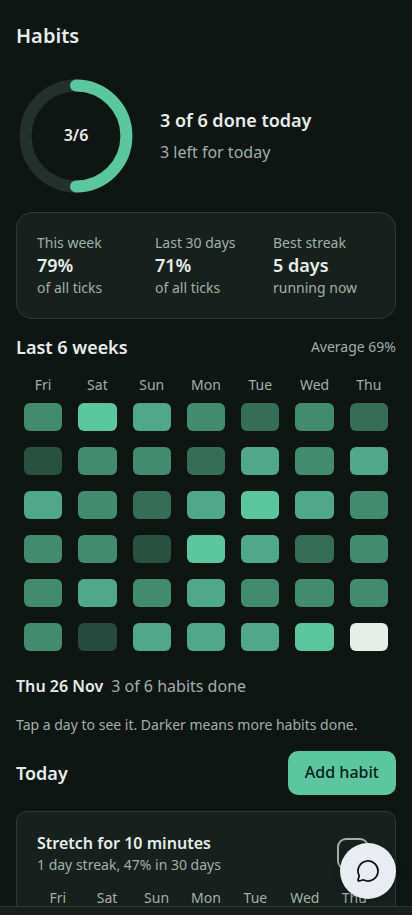 Habits
3/6
3 of 6 done today
3 left for today
This week Last 30 days Best streak
79% 71% 5 days
of all ticks of all ticks running now
Last 6 weeks Average 69%
Fri Sat Sun Mon Tue Wed Thu
Thu 26 Nov 3 of 6 habits done
Tap a day to see it. Darker means more habits done.
Today Add habit
Stretch for 10 minutes
1 day streak, 47% in 30 days
Fri Sat Sun Mon Tue Wed Thu